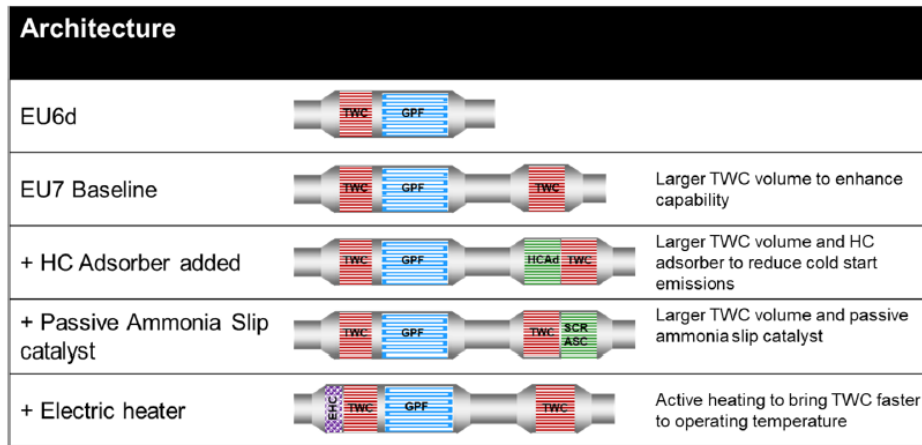 Architecture
EU6d
TWC GPF
EU7 Baseline
TWC GPF TWC
Larger TWC volume to enhance
capability
+ HC Adsorber added
TWC GPF HCAd TWC
Larger TWC volume and HC
adsorber to reduce cold start
emissions
+ Passive Ammonia Slip
catalyst
TWC GPF TWC SCR
ASC
Larger TWC volume and passive
ammonia slip catalyst
+ Electric heater
EHC TWC GPF TWC
Active heating to bring TWC faster
to operating temperature